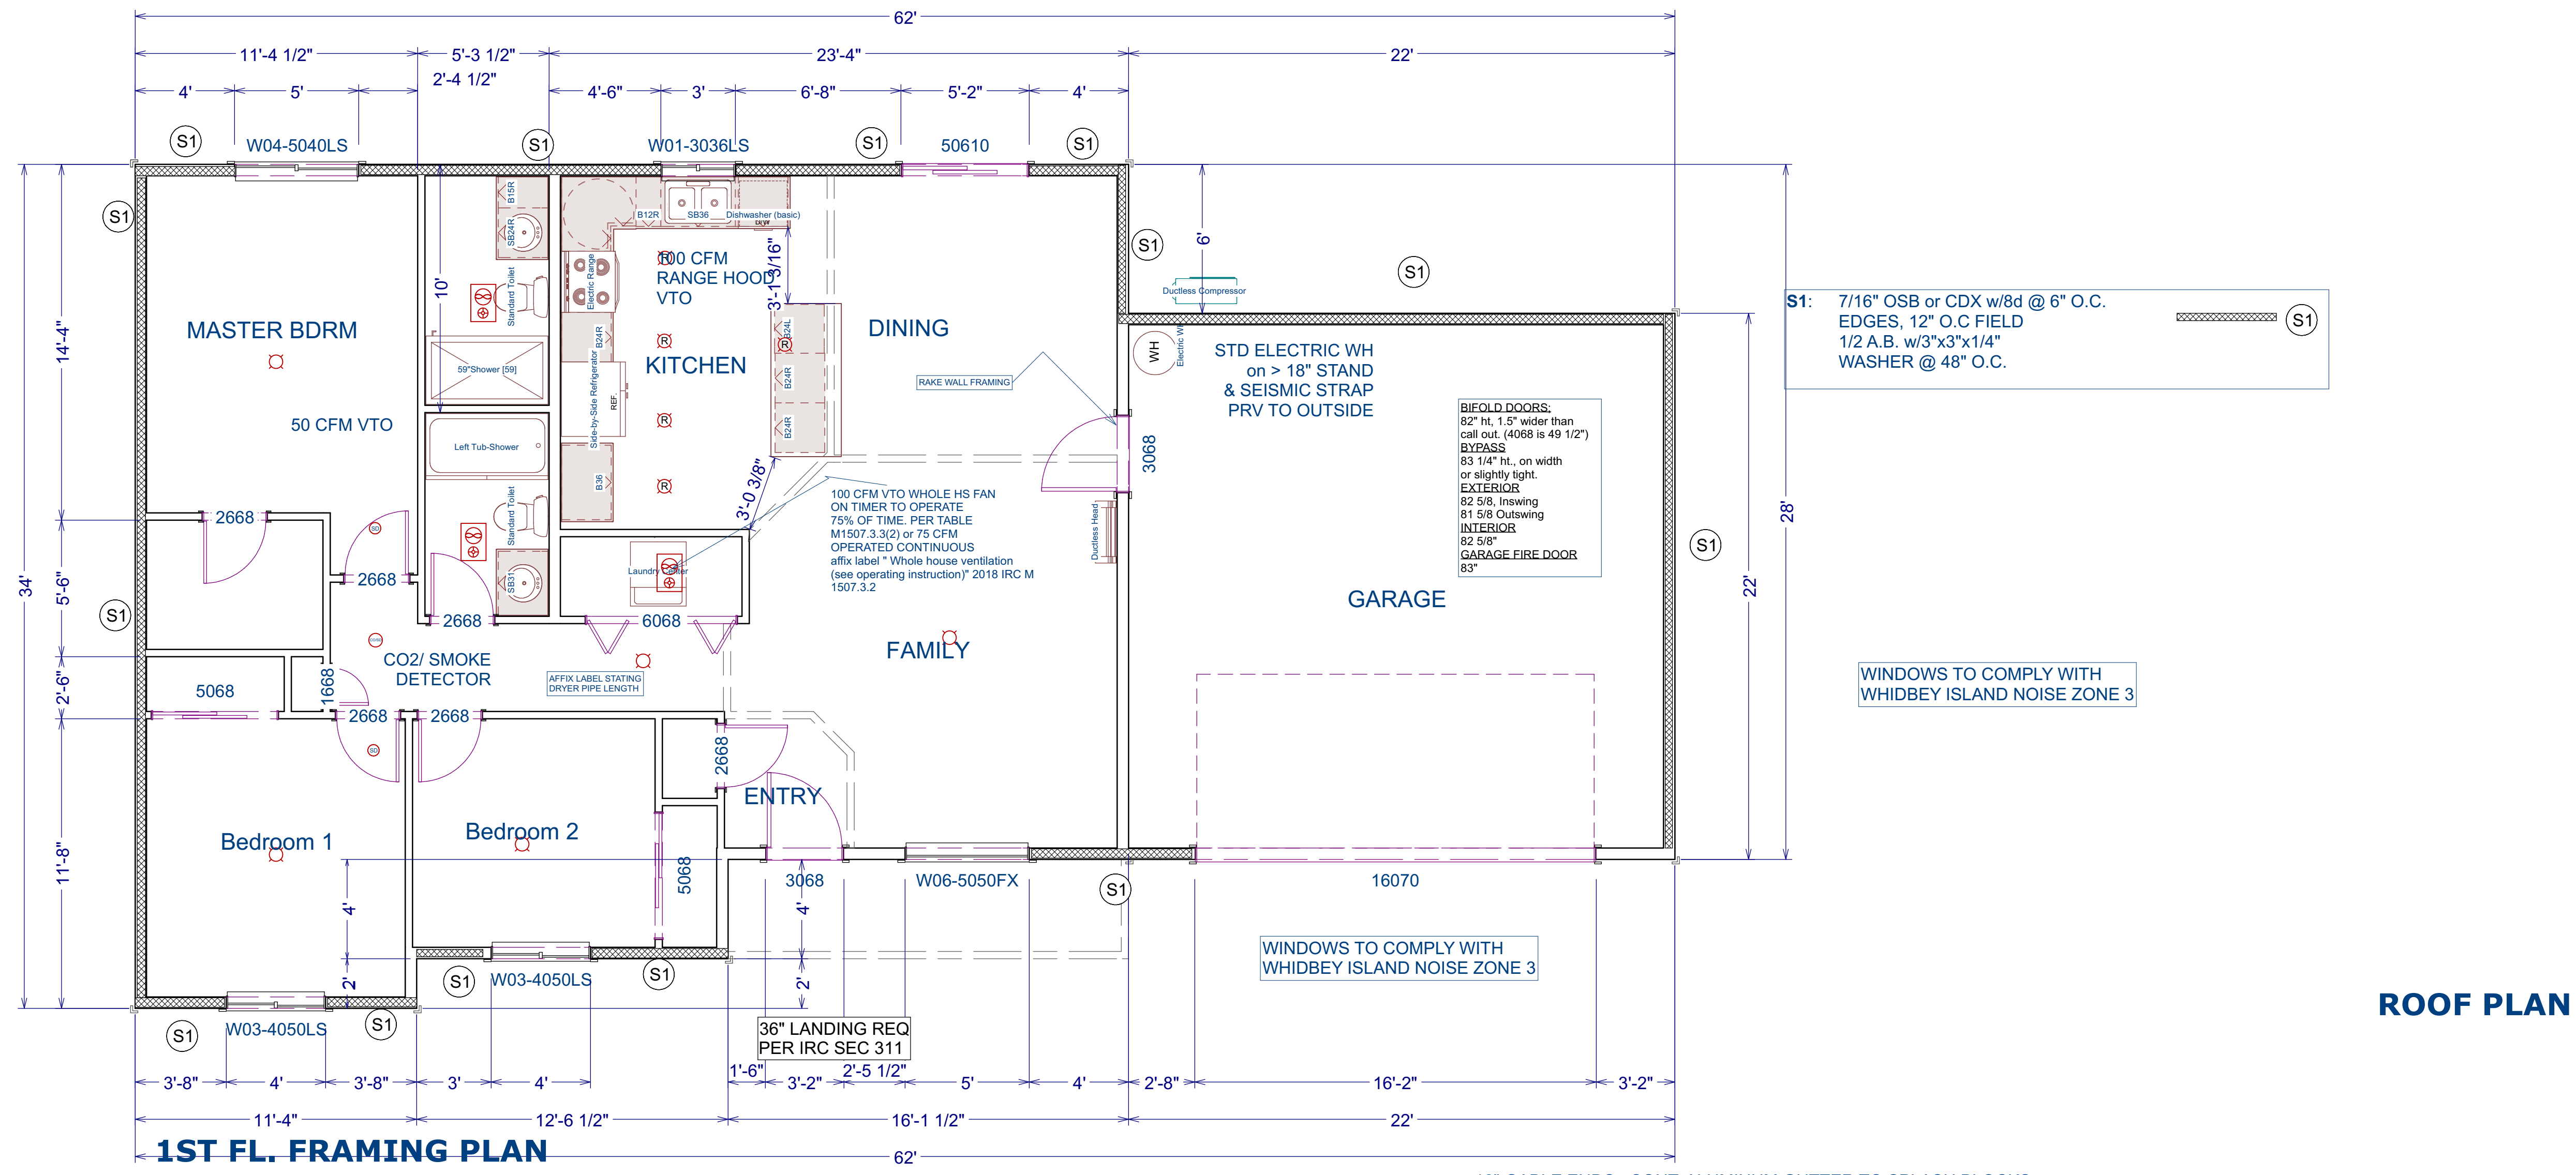 62'
11'-4 1/2"
5'-3 1/2"
23'-4"
22'
2'-4 1/2"
4'
5'
4'-6"
3'
6'-8"
5'-2"
4'
S1
W04-5040LS
S1
W01-3036LS
S1
50610
S1
S1
B15R
SB24R
B12R
SB36
Dishwasher (basic)
D/W
S1
6'
S1
Ductless Compressor
S1:
7/16" OSB or CDX w/8d @ 6" O.C.
EDGES, 12" O.C FIELD
1/2 A.B. w/3"x3"x1/4"
WASHER @ 48" O.C.
S1
10'
Standard Toilet
Electric Range
R
100 CFM
RANGE HOOD
VTO
3'-1 3/16"
14'-4"
MASTER BDRM
59"Shower [59]
B24R
R
KITCHEN
B24L
R
B24R
B24R
DINING
RAKE WALL FRAMING
WH
STD ELECTRIC WH
on > 18" STAND
& SEISMIC STRAP
PRV TO OUTSIDE
Side-by-Side Refrigerator
REF.
R
50 CFM VTO
Left Tub-Shower
BIFOLD DOORS;
82" ht, 1.5" wider than
call out. (4068 is 49 1/2")
BYPASS
83 1/4" ht., on width
or slightly tight.
EXTERIOR
82 5/8, Inswing
81 5/8 Outswing
INTERIOR
82 5/8"
GARAGE FIRE DOOR
83"
3068
B36
R
3'-0 3/8"
100 CFM VTO WHOLE HS FAN
ON TIMER TO OPERATE
75% OF TIME. PER TABLE
M1507.3.3(2) or 75 CFM
OPERATED CONTINUOUS
affix label " Whole house ventilation
(see operating instruction)" 2018 IRC M
1507.3.2
Ductless Head
2668
SD
Standard Toilet
28'
S1
34'
5'-6"
2668
SB31
Laundry Center
22'
GARAGE
S1
2668
6068
FAMILY
CO2/ SMOKE
DETECTOR
AFFIX LABEL STATING
DRYER PIPE LENGTH
WINDOWS TO COMPLY WITH
WHIDBEY ISLAND NOISE ZONE 3
2'-6"
5068
1668
2668
2668
SD
2668
ENTRY
Bedroom 1
Bedroom 2
11'-8"
5068
3068
W06-5050FX
S1
16070
4'
4'
WINDOWS TO COMPLY WITH
WHIDBEY ISLAND NOISE ZONE 3
S1
W03-4050LS
S1
2'
2'
ROOF PLAN
S1
W03-4050LS
S1
36" LANDING REQ
PER IRC SEC 311
3'-8"
4'
3'-8"
3'
4'
1'-6"
3'-2"
2'-5 1/2"
5'
4'
2'-8"
16'-2"
3'-2"
11'-4"
12'-6 1/2"
16'-1 1/2"
22'
1ST FL. FRAMING PLAN
62'